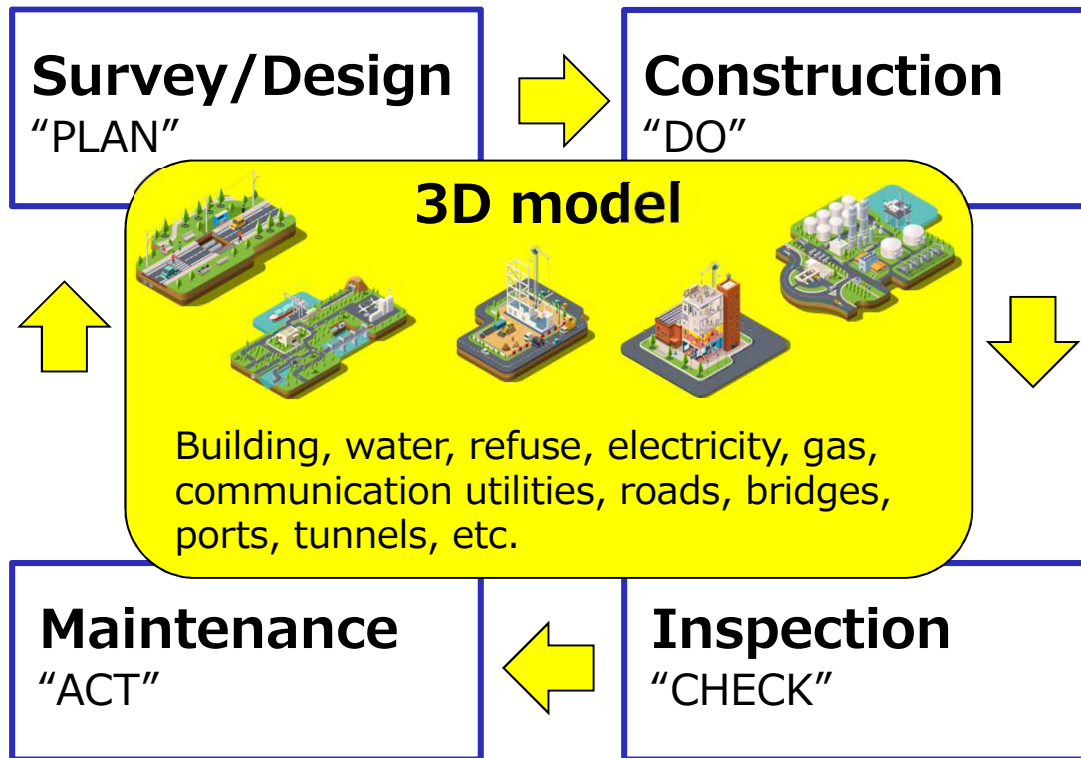 Survey/Design
“PLAN”
Construction
“DO”
3D model
Building, water, refuse, electricity, gas,
communication utilities, roads, bridges,
ports, tunnels, etc.
Maintenance
“ACT”
Inspection
“CHECK”